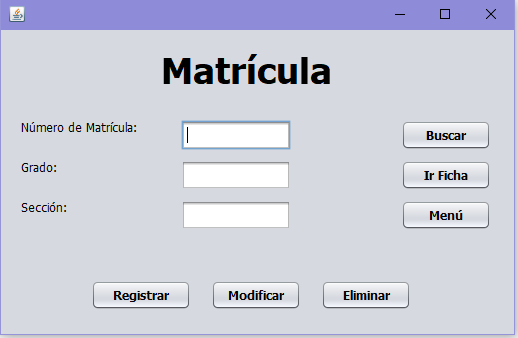 Matrícula
Número de Matrícula:
Buscar
Grado:
Ir Ficha
Sección:
Menú
Registrar Modificar Eliminar